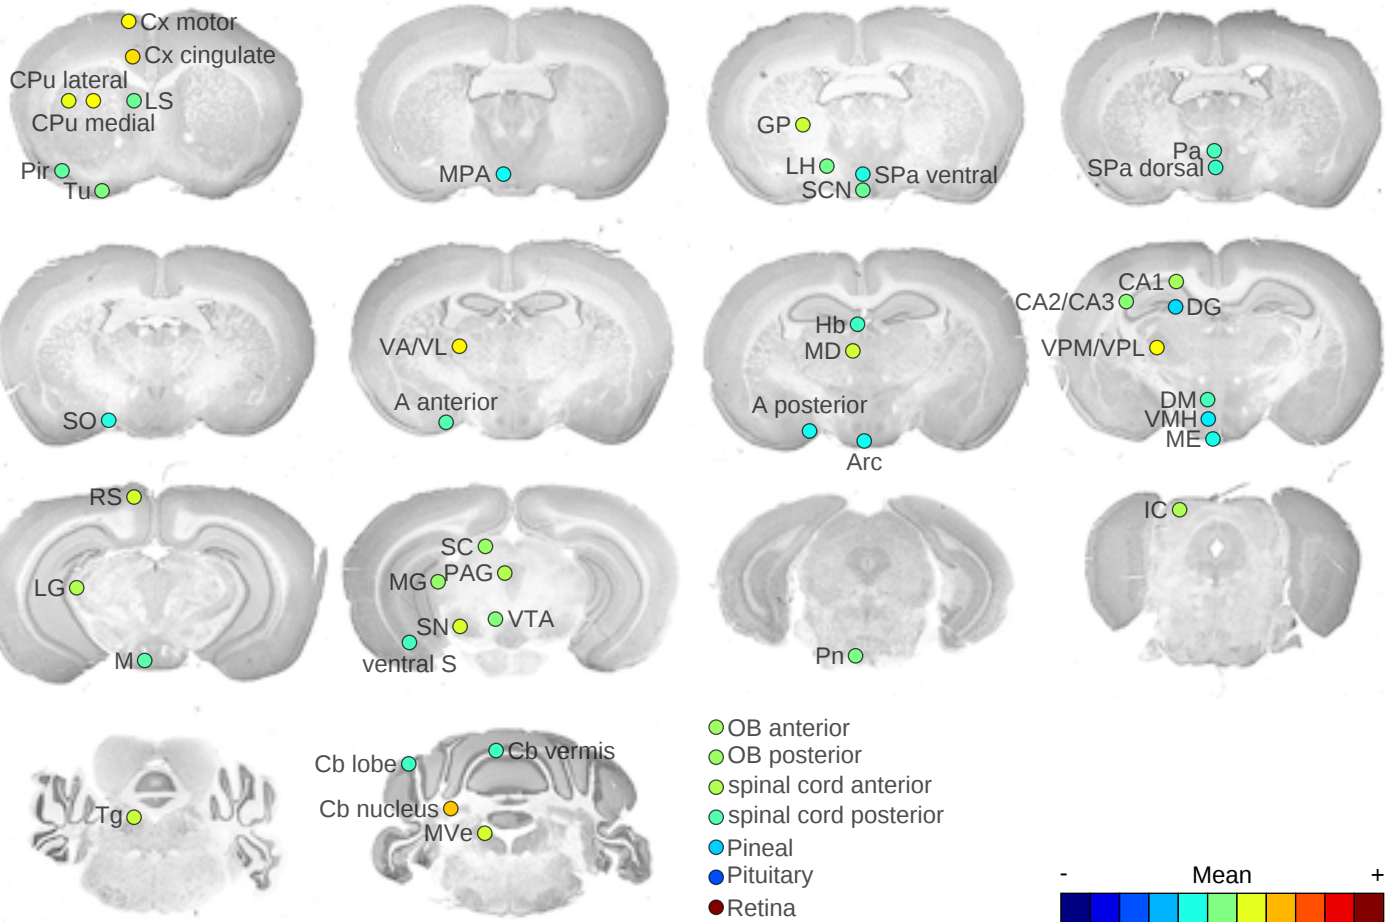 Cx motor
Cx cingulate
CPu lateral
LS
CPu medial
Pir
Tu
MPA
GP
LH
SPa ventral
SCN
Pa
SPa dorsal
SO
VA/VL
A anterior
Hb
MD
A posterior
Arc
CA1
CA2/CA3
DG
VPM/VPL
DM
VMH
ME
RS
LG
M
SC
PAG
MG
VTA
SN
ventral S
Pn
IC
Tg
Cb vermis
Cb lobe
Cb nucleus
MVe
OB anterior
OB posterior
spinal cord anterior
spinal cord posterior
Pineal
Pituitary
Retina
- Mean +